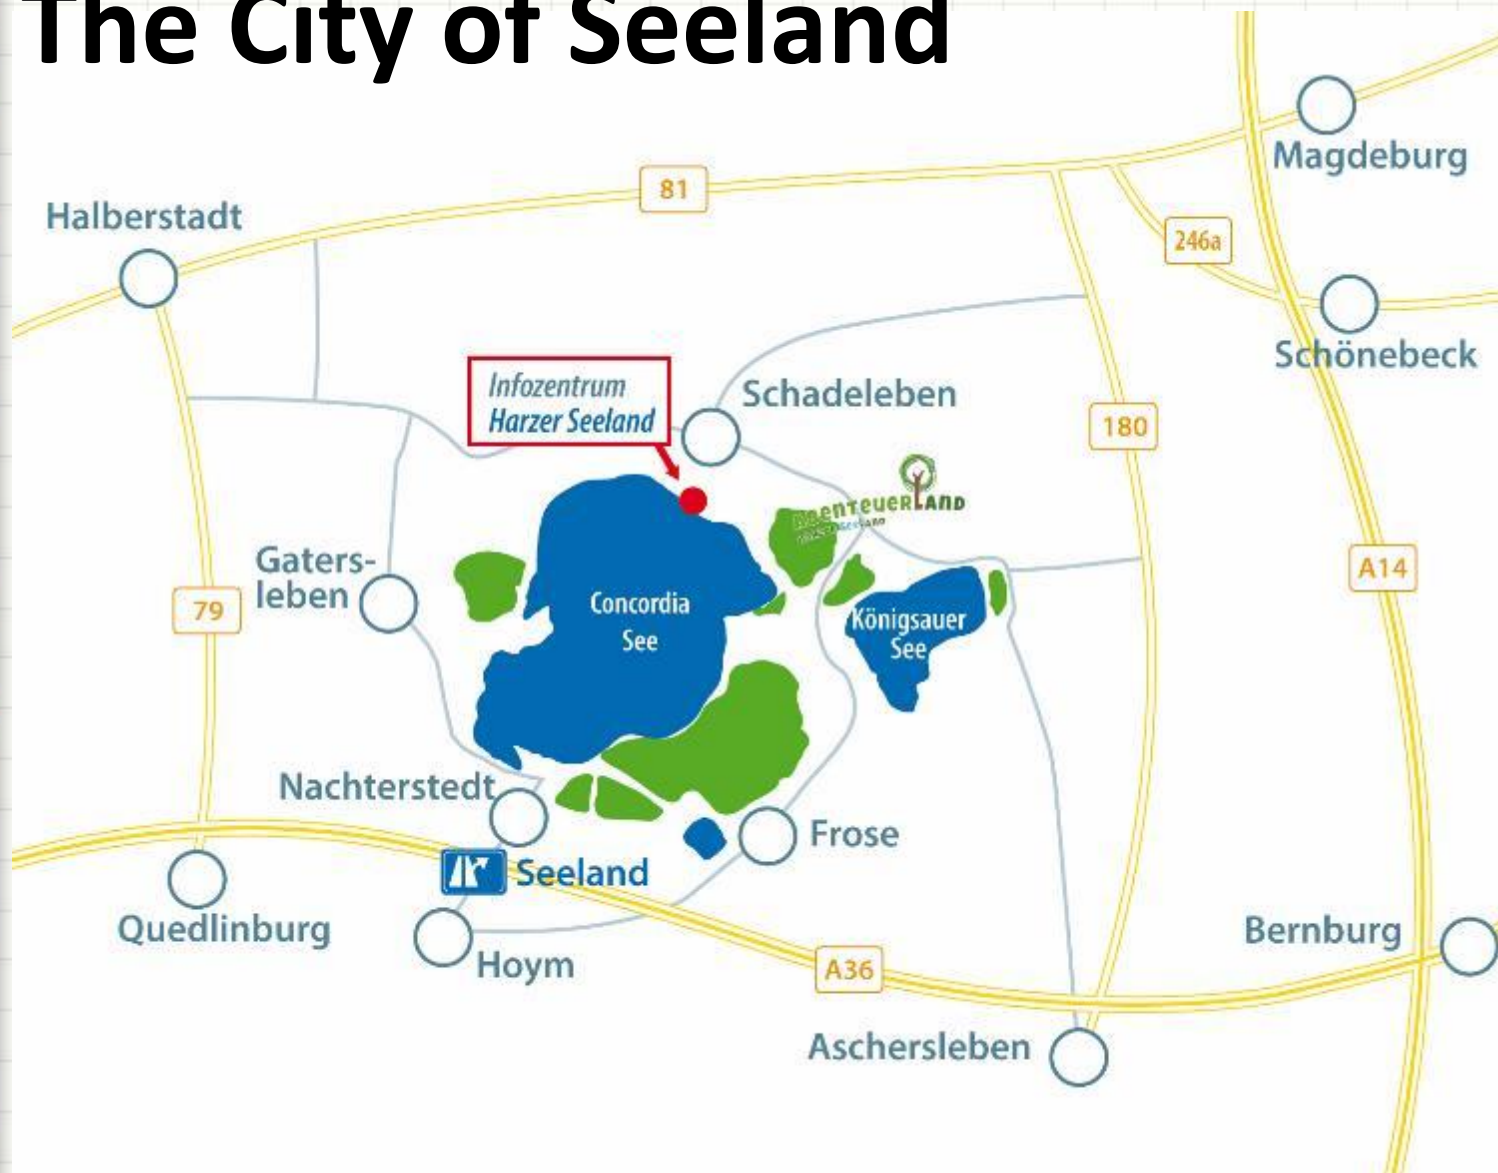 The City of Seeland
Magdeburg
81
Halberstadt
246a
Schönebeck
Infozentrum
Harzer Seeland
Schadeleben
180
AbenTeuerLAND
Gaters-
leben
A14
79
Concordia
See
Königsauer
See
Nachterstedt
Frose
Seeland
Quedlinburg
Hoym
Bernburg
A36
Aschersleben